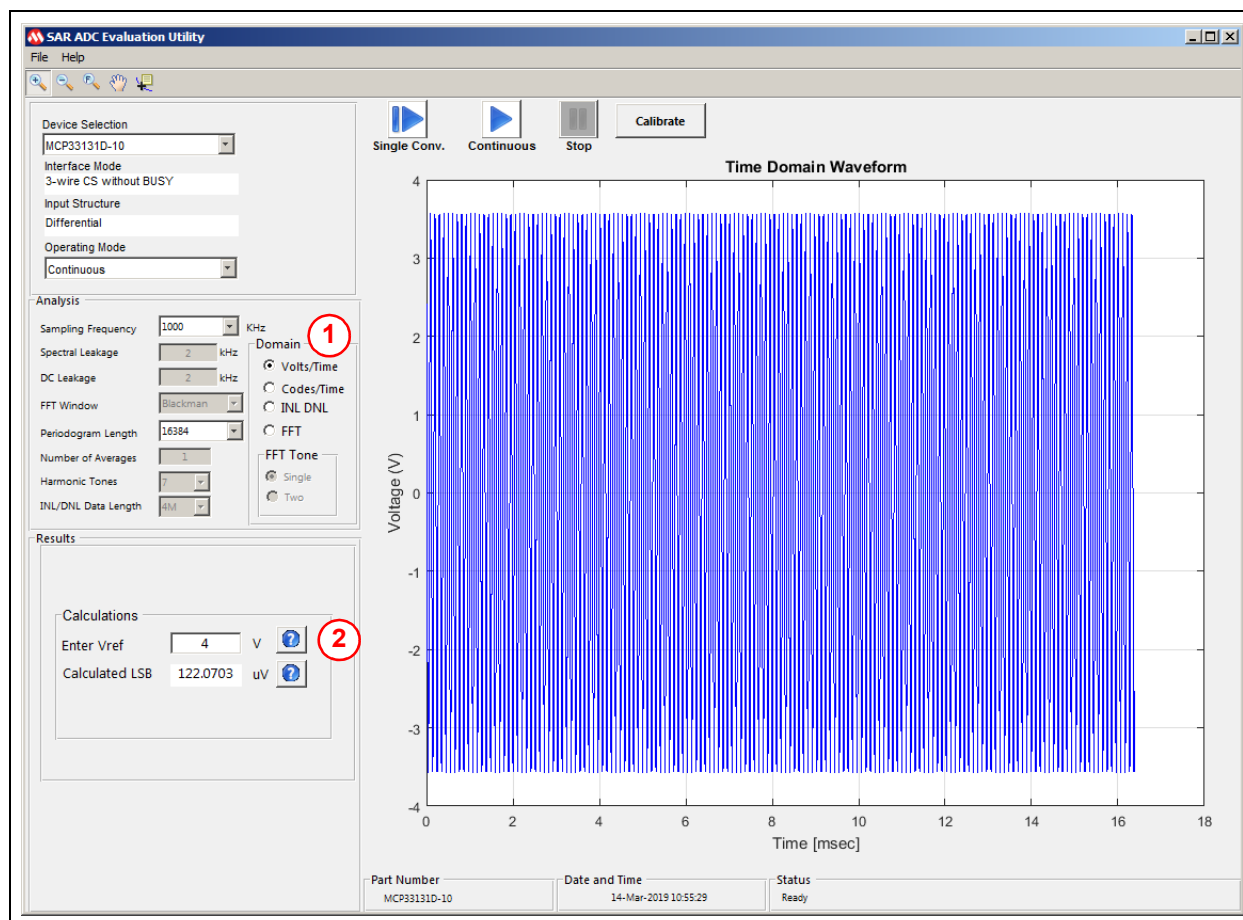 SAR ADC Evaluation Utility
File Help
Device Selection
MCP33131D-10
Interface Mode
3-wire CS without BUSY
Input Structure
Differential
Operating Mode
Continuous
Single Conv.
Continuous
Stop
Calibrate
Analysis
Sampling Frequency 1000 KHz
Spectral Leakage 2 kHz
DC Leakage 2 kHz
FFT Window Blackman
Periodogram Length 16384
Number of Averages 1
Harmonic Tones 7
INL/DNL Data Length 4M
1
Domain
Volts/Time
Codes/Time
INL DNL
FFT
FFT Tone
Single
Two
Results
Calculations
Enter Vref 4 V ?
2
Calculated LSB 122.0703 uV ?
Time Domain Waveform
Voltage (V)
4
3
2
1
0
-1
-2
-3
-4
0 2 4 6 8 10 12 14 16 18
Time [msec]
Part Number
MCP33131D-10
Date and Time
14-Mar-2019 10:55:29
Status
Ready